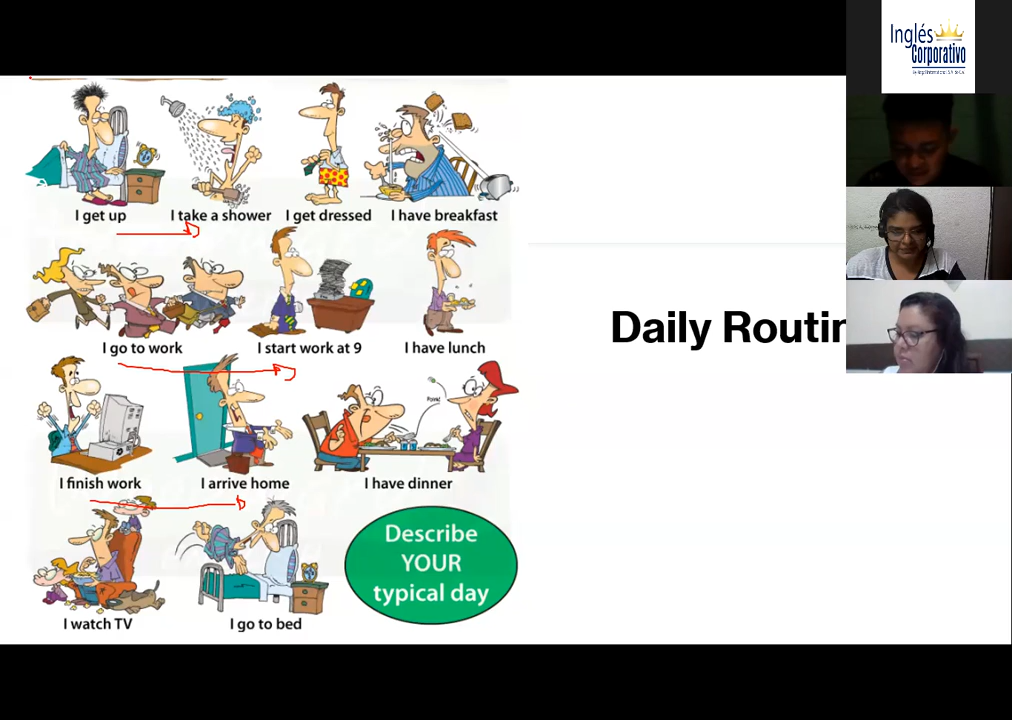 I get up
I take a shower
I get dressed
I have breakfast
I go to work
I start work at 9
I have lunch
I finish work
I arrive home
I have dinner
I watch TV
I go to bed
Describe
YOUR
typical day
Daily Routin
Inglés
Corporativo